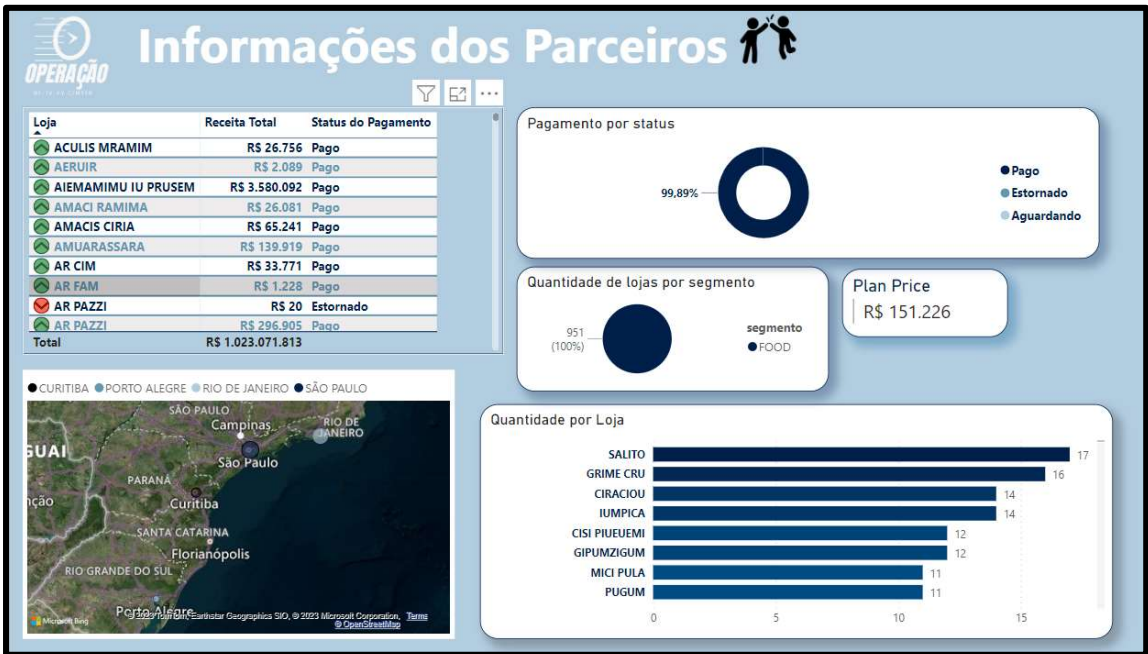 Informações dos Parceiros
OPERAÇÃO
Loja Receita Total Status do Pagamento
ACULIS MRAMIM R$ 26.756 Pago
AERUIR R$ 2.089 Pago
AIEMAMIMU IU PRUSEM R$ 3.580.092 Pago
AMACI RAMIMA R$ 26.081 Pago
AMACIS CIRIA R$ 65.241 Pago
AMUARASSARA R$ 139.919 Pago
AR CIM R$ 33.771 Pago
AR FAM R$ 1.228 Pago
AR PAZZI R$ 20 Estornado
AR PAZZI R$ 296.905 Pago
Total R$ 1.023.071.813
Pagamento por status
99,89%
Pago
Estornado
Aguardando
Quantidade de lojas por segmento
951
(100%)
segmento
FOOD
Plan Price
R$ 151.226
CURITIBA PORTO ALEGRE RIO DE JANEIRO SÃO PAULO
SÃO PAULO
Campinas
RIO DE
JANEIRO
GUAI
São Paulo
PARANÁ
nção
Curitiba
SANTA CATARINA
Florianópolis
RIO GRANDE DO SUL
Porto Alegre
Microsoft Bing
© 2023 TomTom, Earthstar Geographics SIO, © 2023 Microsoft Corporation, Terms
© OpenStreetMap
Quantidade por Loja
SALITO 17
GRIME CRU 16
CIRACIOU 14
IUMPICA 14
CISI PIUEUEMI 12
GIPUMZIGUM 12
MICI PULA 11
PUGUM 11
0 5 10 15